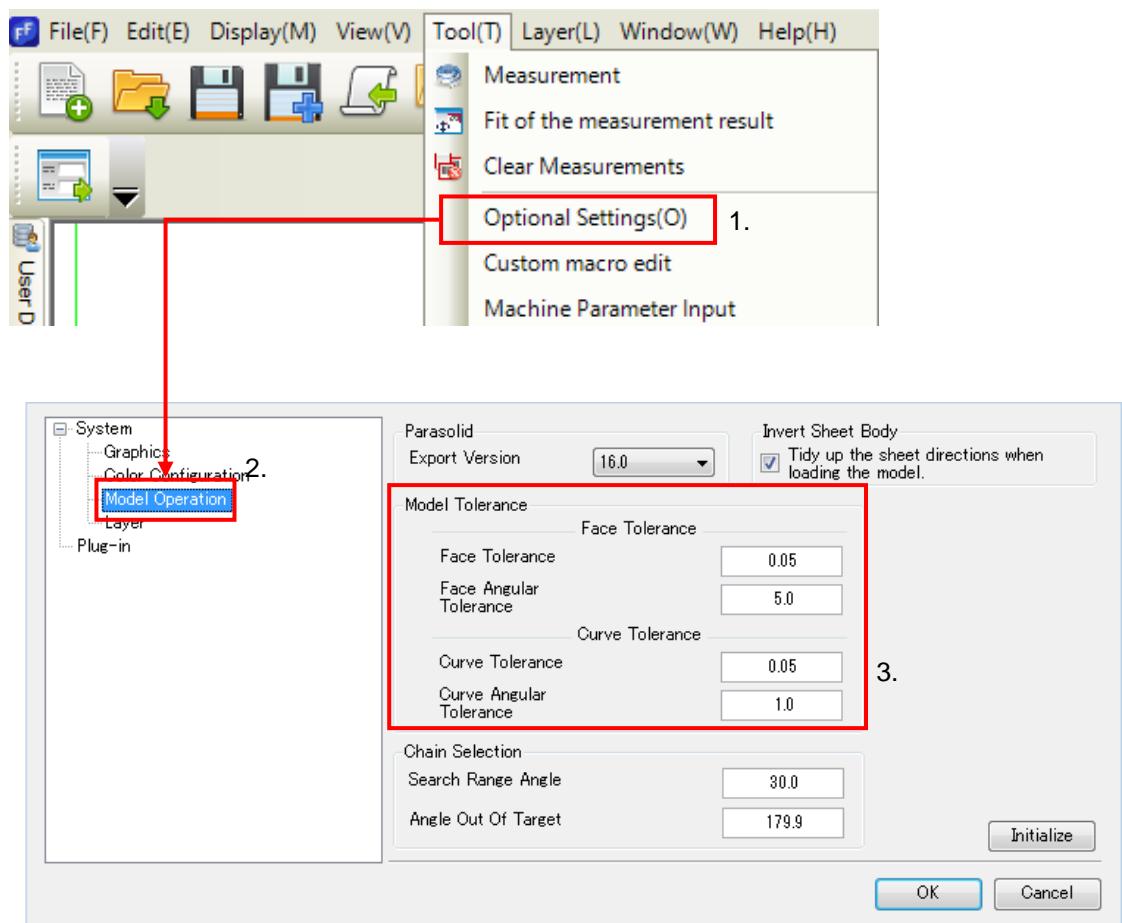 FF File(F) Edit(E) Display(M) View(V) Tool(T) Layer(L) Window(W) Help(H)
Measurement
Fit of the measurement result
Clear Measurements
Optional Settings(O) 1.
Custom macro edit
Machine Parameter Input
User D
System
Graphics
Color Configuration 2.
Model Operation
Layer
Plug-in
Parasolid
Export Version 16.0
Invert Sheet Body
Tidy up the sheet directions when
loading the model.
Model Tolerance
Face Tolerance
Face Tolerance 0.05
Face Angular
Tolerance 5.0
Curve Tolerance
Curve Tolerance 0.05
3.
Curve Angular
Tolerance 1.0
Chain Selection
Search Range Angle 30.0
Angle Out Of Target 179.9
Initialize
OK Cancel